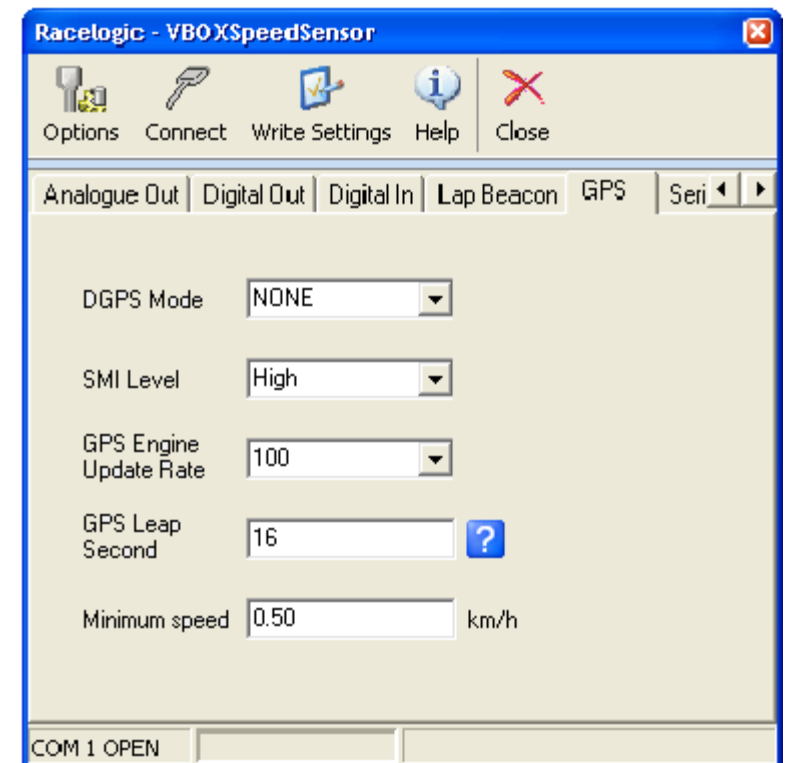 Racelogic - VBOXSpeedSensor
Options Connect Write Settings Help Close
Analogue Out Digital Out Digital In Lap Beacon GPS Seri
DGPS Mode NONE
SMI Level High
GPS Engine
Update Rate 100
GPS Leap
Second 16 ?
Minimum speed 0.50 km/h
COM 1 OPEN